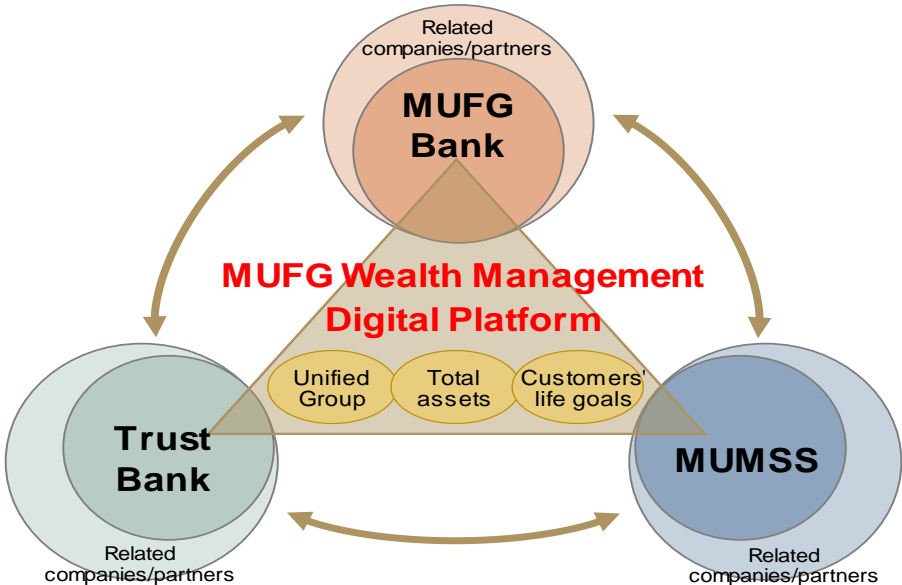 Related
companies/partners
MUFG
Bank
MUFG Wealth Management
Digital Platform
Unified
Group
Total
assets
Customers'
life goals
Trust
Bank
MUMSS
Related
companies/partners
Related
companies/partners